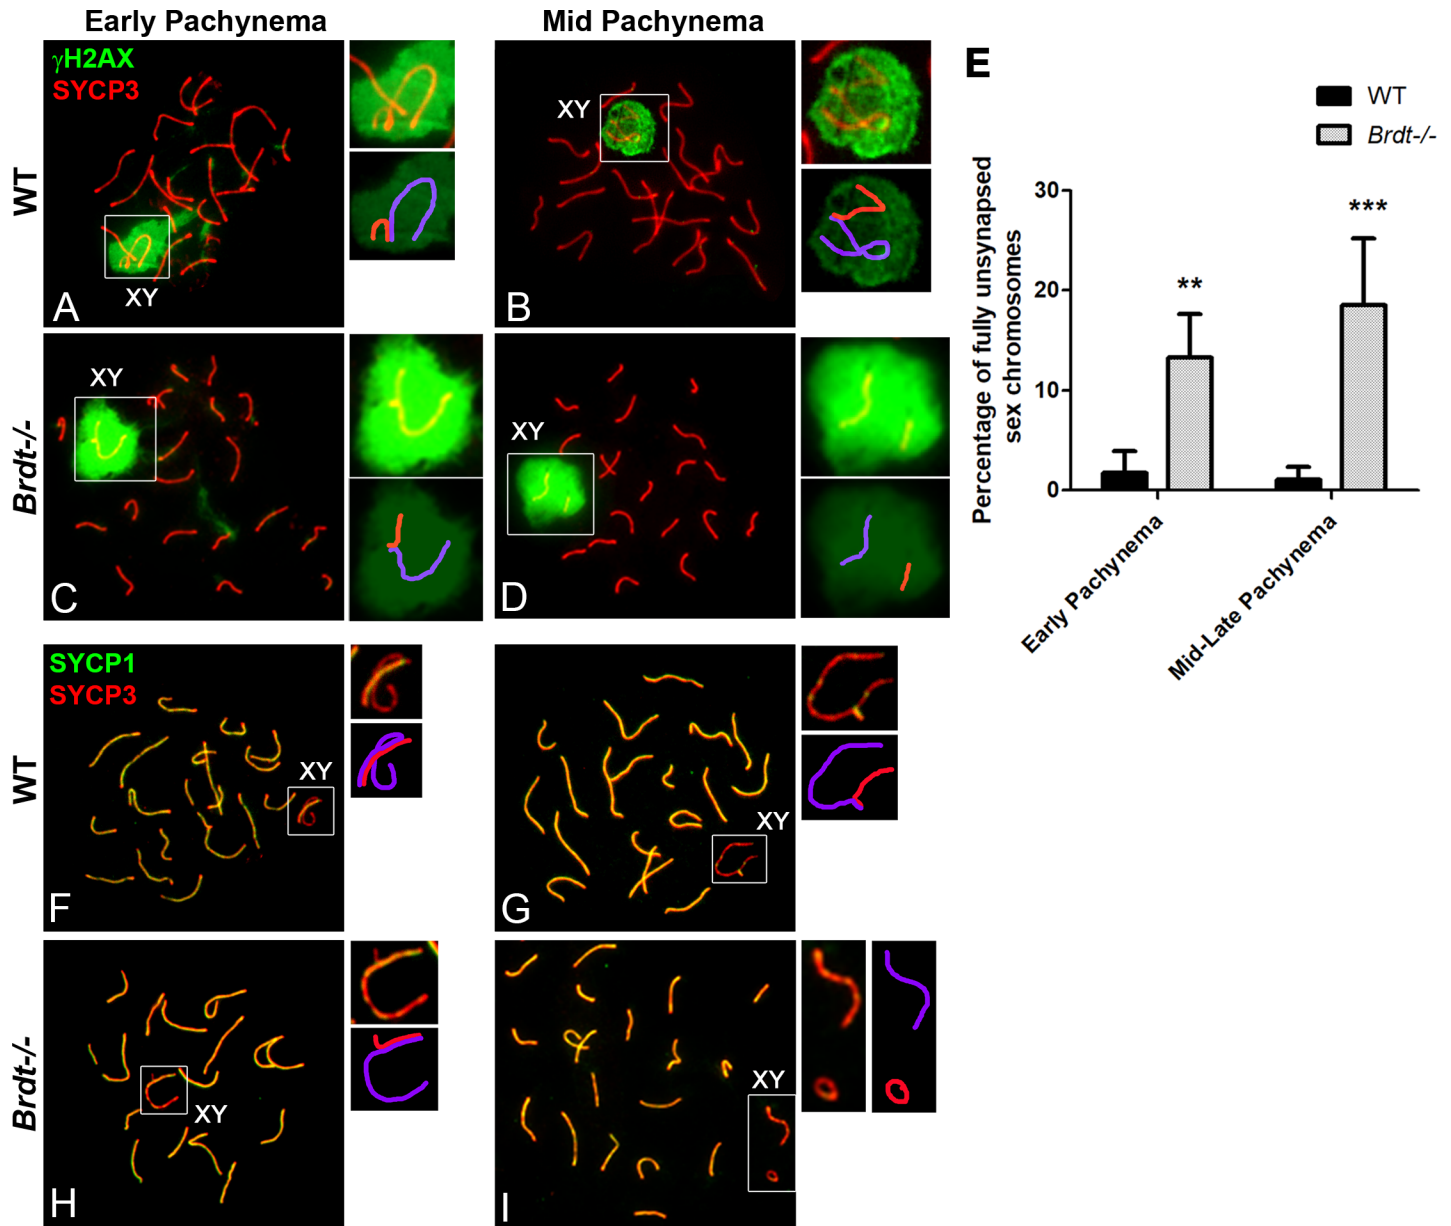 Early Pachynema
Mid Pachynema
γH2AX
SYCP3
WT
XY
A
XY
B
Brdt-/-
XY
C
XY
D
E
WT
Brdt-/-
Percentage of fully unsynapsed
sex chromosomes
30
20
10
0
**
***
Early Pachynema
Mid-Late Pachynema
SYCP1
SYCP3
WT
XY
F
XY
G
Brdt-/-
XY
H
XY
I